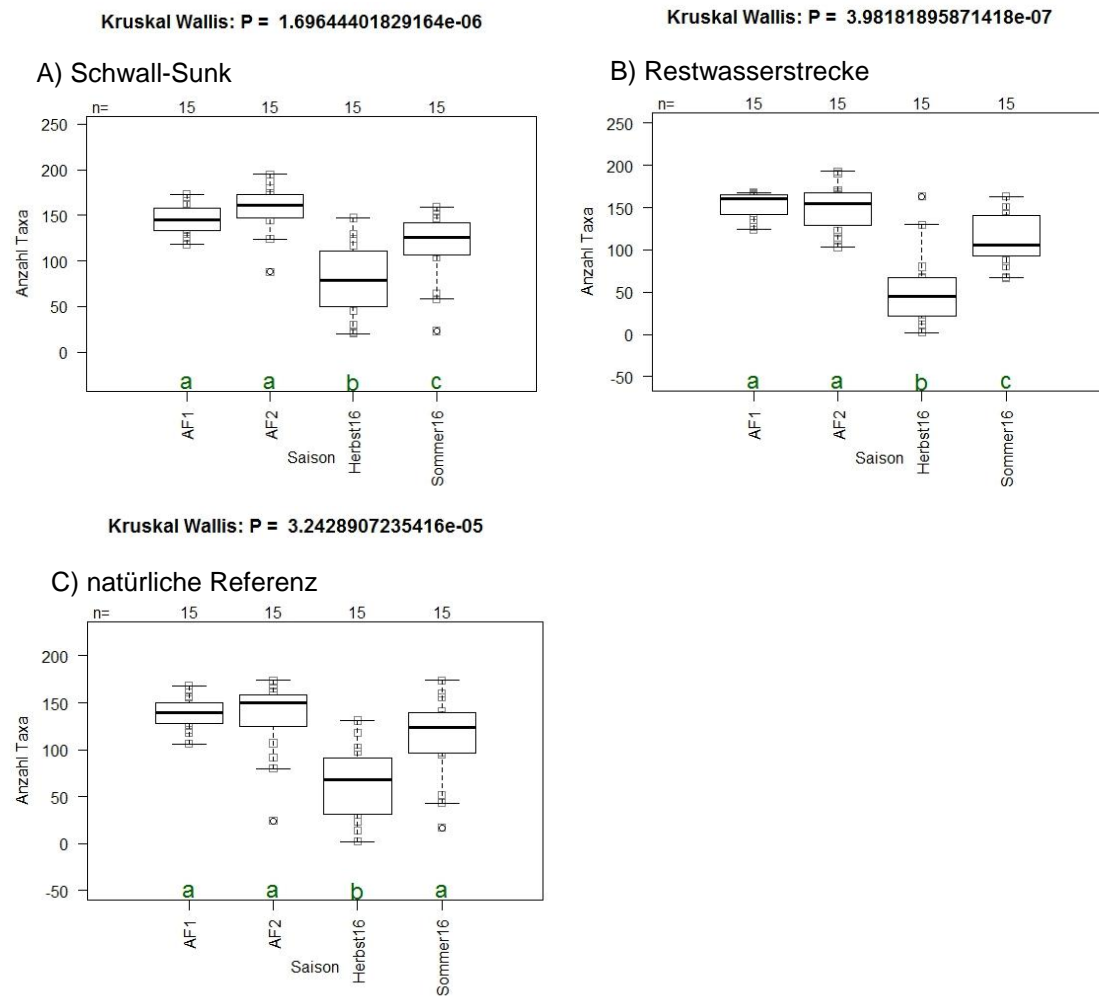 Kruskal Wallis: P = 1.69644401829164e-06
A) Schwall-Sunk
n= 15 15 15 15
250
200
150
100
50
0
Anzahl Taxa
a a b c
AF1 AF2 Herbst16 Sommer16
Saison
Kruskal Wallis: P = 3.98181895871418e-07
B) Restwasserstrecke
n= 15 15 15 15
250
200
150
100
50
0
-50
Anzahl Taxa
a a b c
AF1 AF2 Herbst16 Sommer16
Saison
Kruskal Wallis: P = 3.2428907235416e-05
C) natürliche Referenz
n= 15 15 15 15
200
150
100
50
0
-50
Anzahl Taxa
a a b a
AF1 AF2 Herbst16 Sommer16
Saison